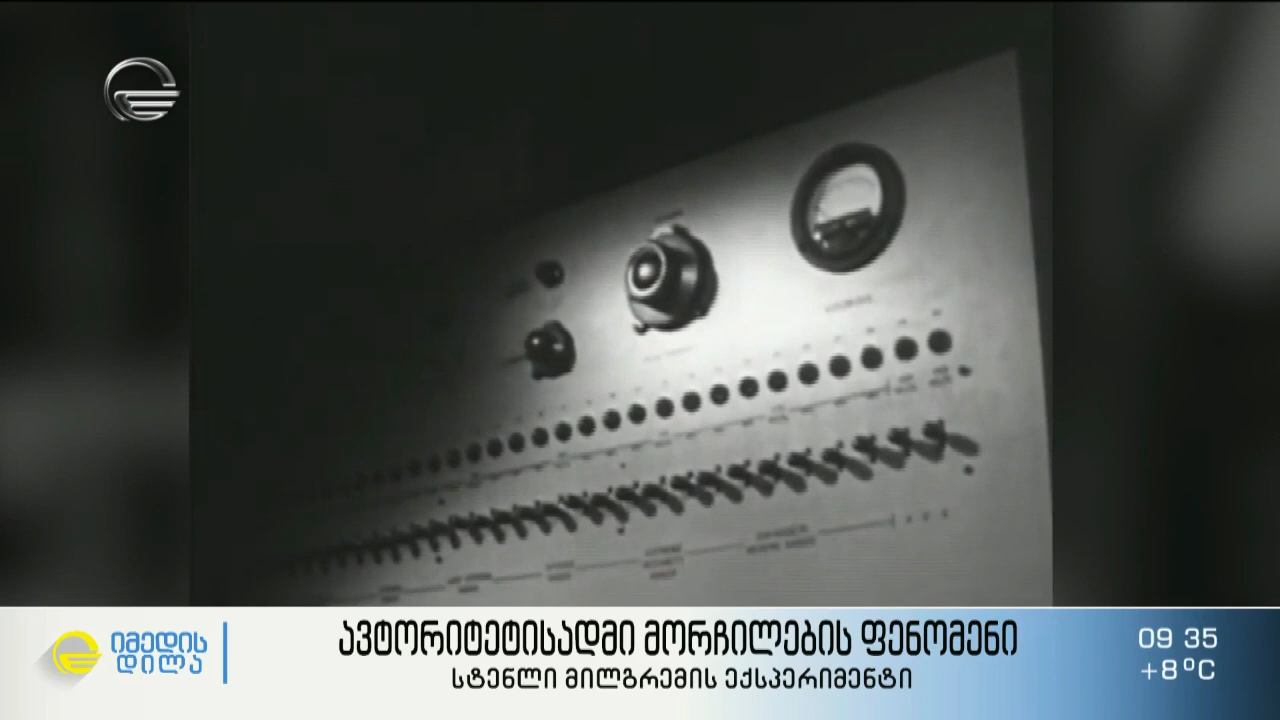 ავტორიტეტისადმი მორჩილების ფენომენი
სტენლი მილგრემის ექსპერიმენტი
იმედის
დილა
09 35
+8°C